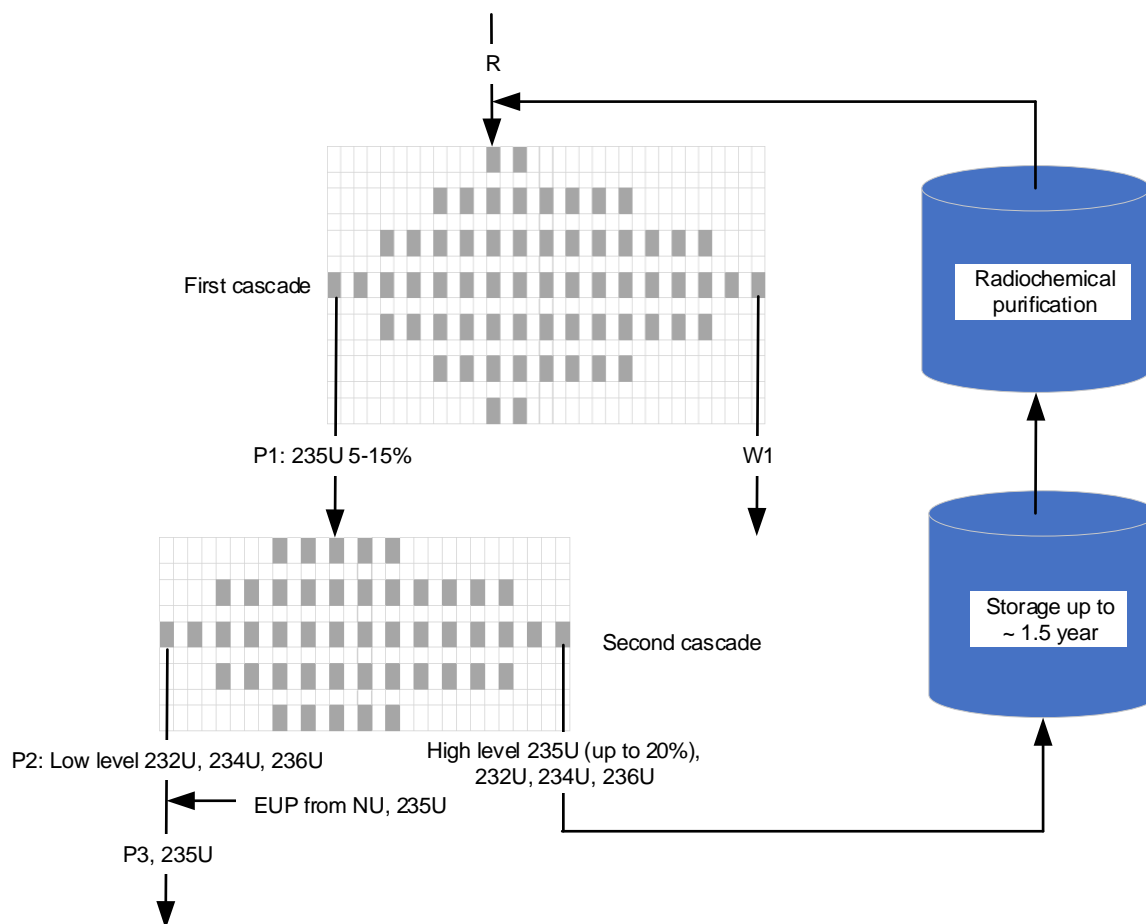 R
First cascade
Radiochemical
purification
P1: 235U 5-15%
W1
Storage up to
~ 1.5 year
Second cascade
P2: Low level 232U, 234U, 236U
High level 235U (up to 20%),
232U, 234U, 236U
EUP from NU, 235U
P3, 235U